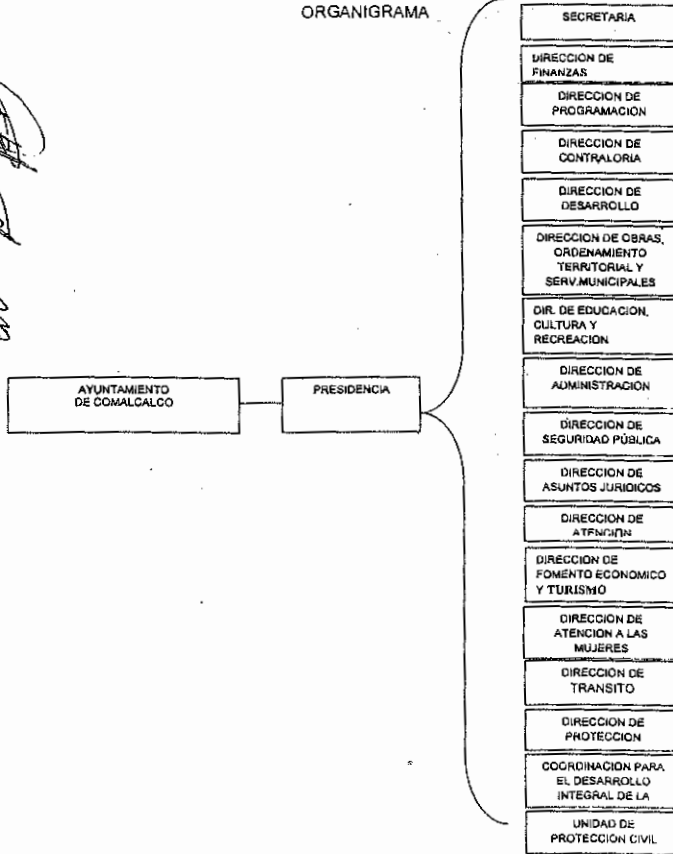 ORGANIGRAMA
SECRETARIA
DIRECCION DE
FINANZAS
DIRECCION DE
PROGRAMACION
DIRECCION DE
CONTRALORIA
DIRECCION DE
DESARROLLO
DIRECCION DE OBRAS,
ORDENAMIENTO
TERRITORIAL Y
SERV.MUNICIPALES
DIR. DE EDUCACION,
CULTURA Y
RECREACION
DIRECCION DE
ADMINISTRACION
AYUNTAMIENTO
DE COMALCALCO
PRESIDENCIA
DIRECCION DE
SEGURIDAD PÚBLICA
DIRECCION DE
ASUNTOS JURIDICOS
DIRECCION DE
ATENCIÓN
DIRECCION DE
FOMENTO ECONOMICO
Y TURISMO
DIRECCION DE
ATENCION A LAS
MUJERES
DIRECCION DE
TRANSITO
DIRECCION DE
PROTECCION
COORDINACION PARA
EL DESARROLLO
INTEGRAL DE LA
UNIDAD DE
PROTECCION CIVIL